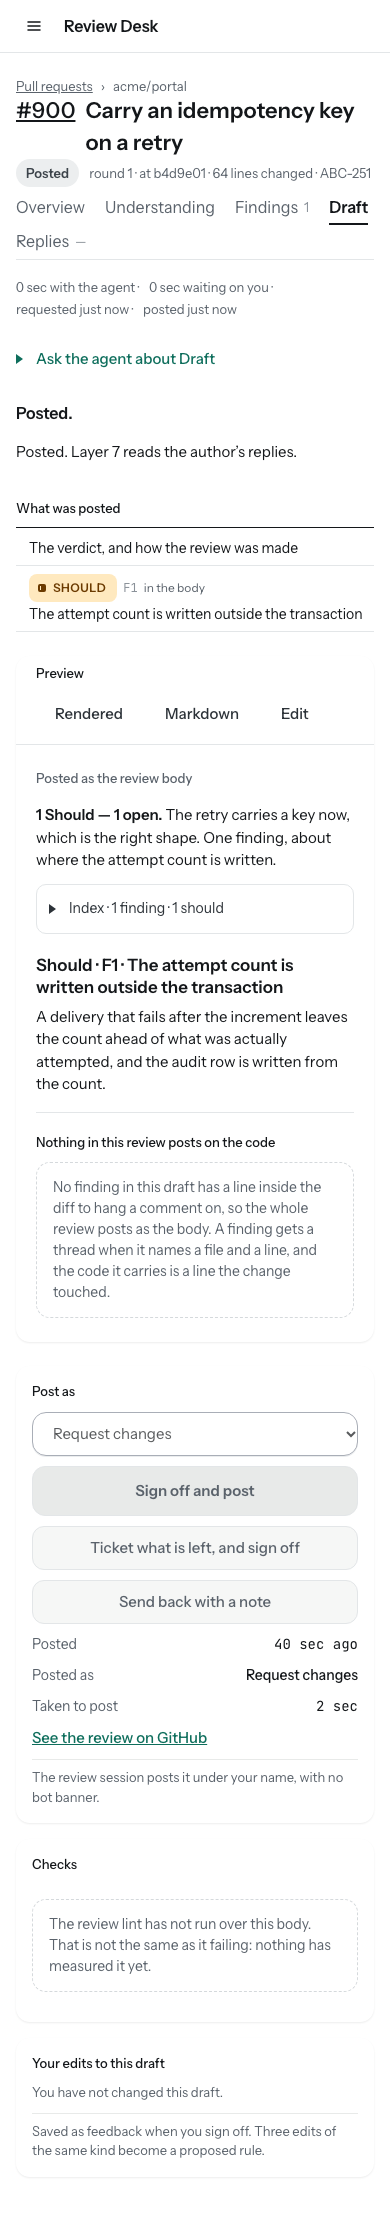 Review Desk
Pull requests › acme/portal
#900 Carry an idempotency key
on a retry
Posted round 1 · at b4d9e01 · 64 lines changed · ABC-251
Overview Understanding Findings 1 Draft
Replies —
0 sec with the agent · 0 sec waiting on you ·
requested just now · posted just now
Ask the agent about Draft
Posted.
Posted. Layer 7 reads the author's replies.
What was posted
The verdict, and how the review was made
SHOULD F1 in the body
The attempt count is written outside the transaction
Preview
Rendered Markdown Edit
Posted as the review body
1 Should — 1 open. The retry carries a key now,
which is the right shape. One finding, about
where the attempt count is written.
Index · 1 finding · 1 should
Should · F1 · The attempt count is
written outside the transaction
A delivery that fails after the increment leaves
the count ahead of what was actually
attempted, and the audit row is written from
the count.
Nothing in this review posts on the code
No finding in this draft has a line inside the
diff to hang a comment on, so the whole
review posts as the body. A finding gets a
thread when it names a file and a line, and
the code it carries is a line the change
touched.
Post as
Request changes
Sign off and post
Ticket what is left, and sign off
Send back with a note
Posted 40 sec ago
Posted as Request changes
Taken to post 2 sec
See the review on GitHub
The review session posts it under your name, with no
bot banner.
Checks
The review lint has not run over this body.
That is not the same as it failing: nothing has
measured it yet.
Your edits to this draft
You have not changed this draft.
Saved as feedback when you sign off. Three edits of
the same kind become a proposed rule.